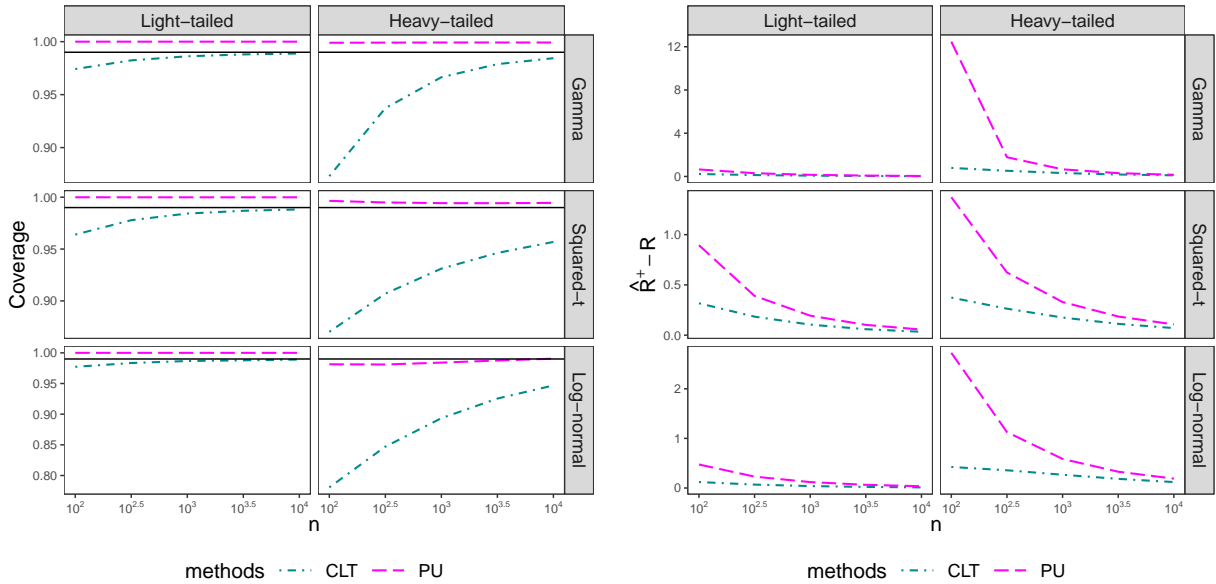 Light−tailed Heavy−tailed
1.00
0.95
0.90
Gamma
1.00
0.95
0.90
Squared−t
1.00
0.95
0.90
0.85
0.80
Log−normal
Coverage
10^2 10^2.5 10^3 10^3.5 10^4 10^2 10^2.5 10^3 10^3.5 10^4
n
methods CLT PU
Light−tailed Heavy−tailed
12
8
4
0
Gamma
1.0
0.5
0.0
Squared−t
2
1
0
Log−normal
R̂^+ − R
10^2 10^2.5 10^3 10^3.5 10^4 10^2 10^2.5 10^3 10^3.5 10^4
n
methods CLT PU